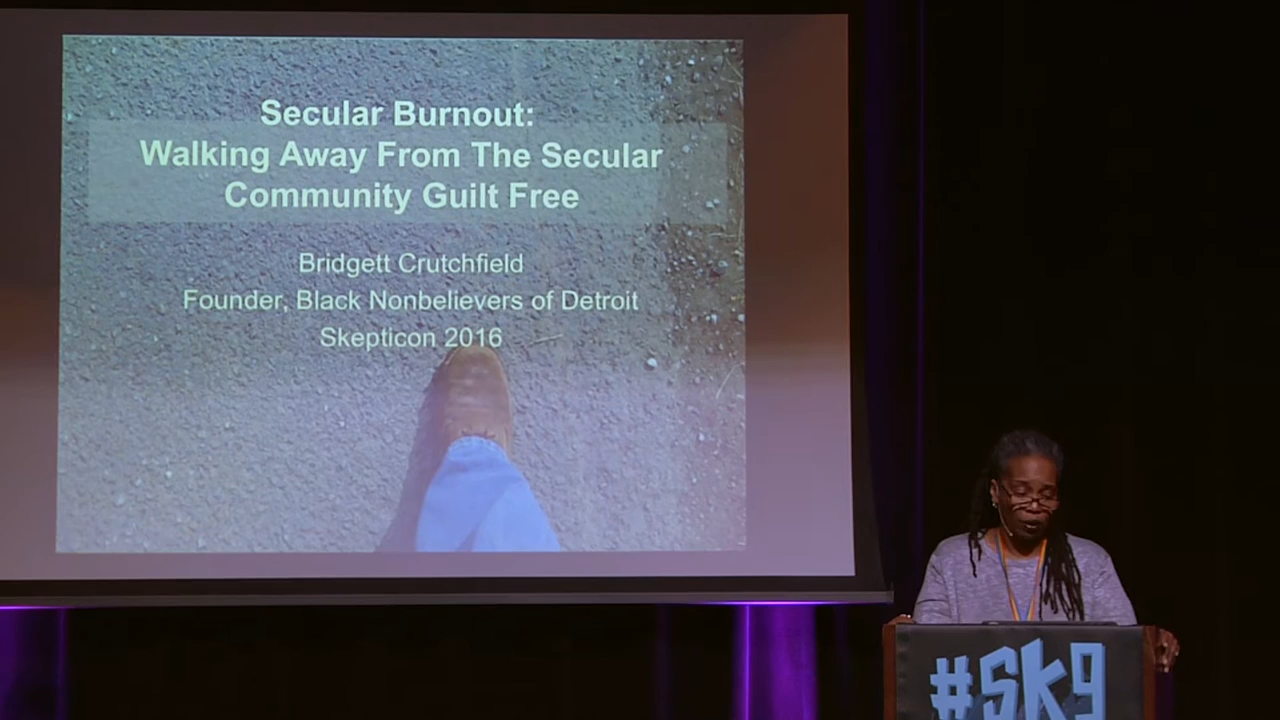 Secular Burnout:
Walking Away From The Secular
Community Guilt Free
Bridgett Crutchfield
Founder, Black Nonbelievers of Detroit
Skepticon 2016
#SK9